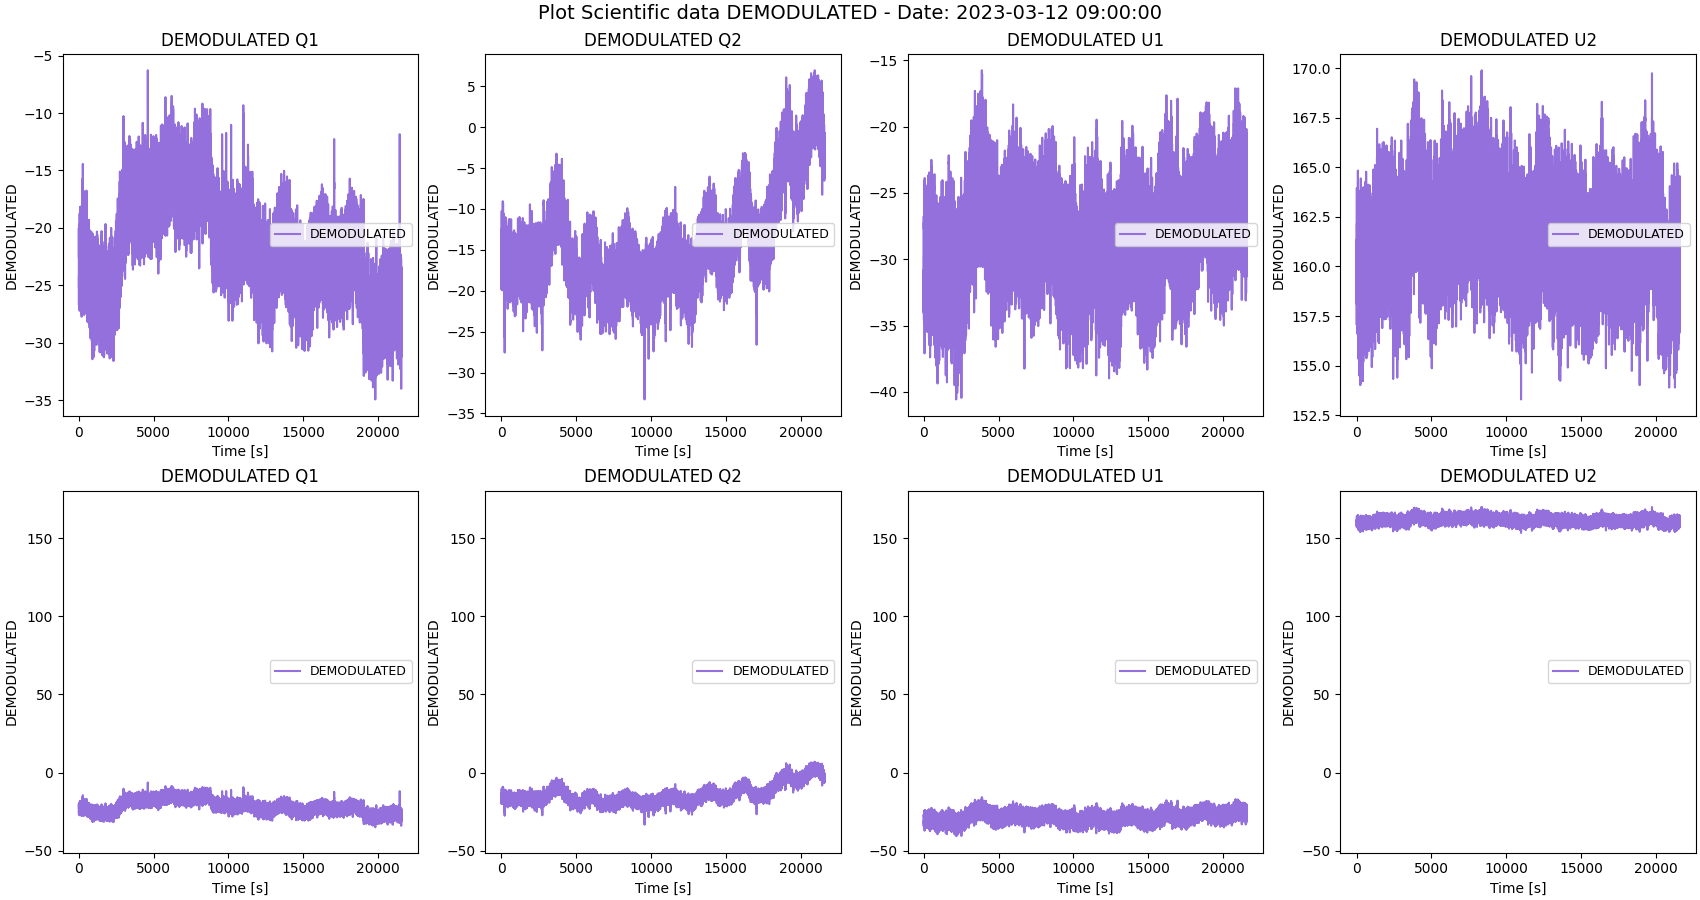 Plot Scientific data DEMODULATED - Date: 2023-03-12 09:00:00
DEMODULATED Q1
DEMODULATED
−5
−10
−15
−20
−25
−30
−35
0 5000 10000 15000 20000
Time [s]
DEMODULATED
DEMODULATED Q2
DEMODULATED
5
0
−5
−10
−15
−20
−25
−30
−35
0 5000 10000 15000 20000
Time [s]
DEMODULATED
DEMODULATED U1
DEMODULATED
−15
−20
−25
−30
−35
−40
0 5000 10000 15000 20000
Time [s]
DEMODULATED
DEMODULATED U2
DEMODULATED
170.0
167.5
165.0
162.5
160.0
157.5
155.0
152.5
0 5000 10000 15000 20000
Time [s]
DEMODULATED
DEMODULATED Q1
DEMODULATED
150
100
50
0
−50
0 5000 10000 15000 20000
Time [s]
DEMODULATED
DEMODULATED Q2
DEMODULATED
150
100
50
0
−50
0 5000 10000 15000 20000
Time [s]
DEMODULATED
DEMODULATED U1
DEMODULATED
150
100
50
0
−50
0 5000 10000 15000 20000
Time [s]
DEMODULATED
DEMODULATED U2
DEMODULATED
150
100
50
0
−50
0 5000 10000 15000 20000
Time [s]
DEMODULATED